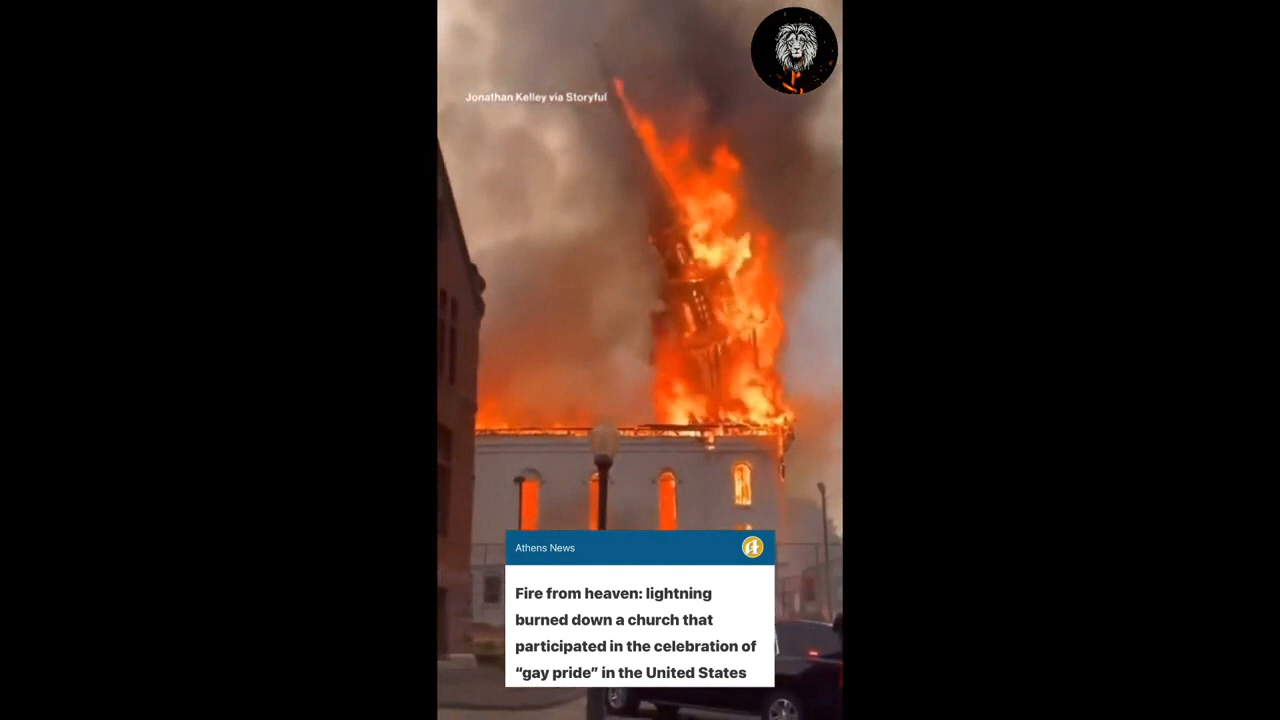 Jonathan Kelley via Storyful
Athens News
Fire from heaven: lightning
burned down a church that
participated in the celebration of
“gay pride” in the United States